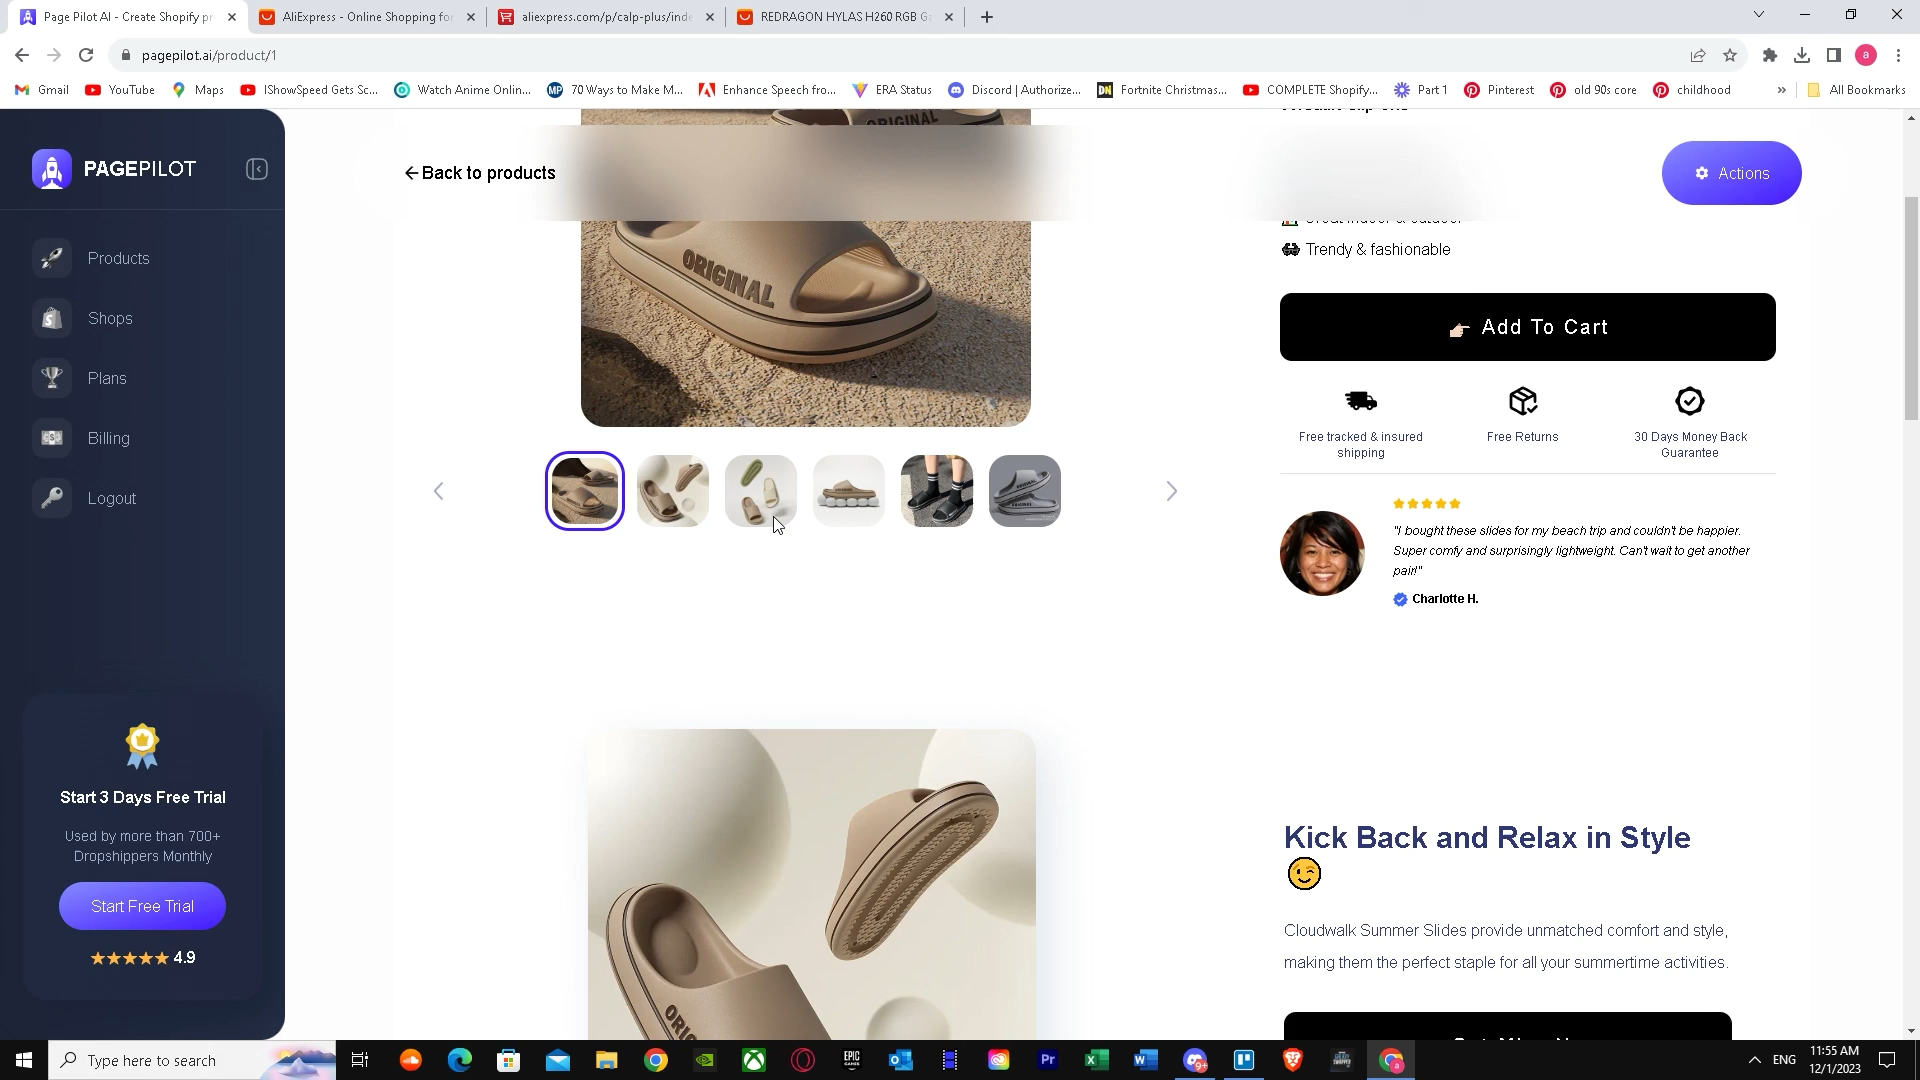 Page Pilot AI - Create Shopify pr
AliExpress - Online Shopping for
aliexpress.com/p/calp-plus/inde
REDRAGON HYLAS H260 RGB G
pagepilot.ai/product/1
a
Gmail
YouTube
Maps
IShowSpeed Gets Sc...
Watch Anime Onlin...
MP
70 Ways to Make M...
Enhance Speech fro...
ERA Status
Discord | Authorize...
DN
Fortnite Christmas...
COMPLETE Shopify...
Part 1
Pinterest
old 90s core
childhood
»
All Bookmarks
PAGEPILOT
← Back to products
Actions
Products
Shops
Plans
Billing
Logout
ORIGINAL
ORIGINAL
Trendy & fashionable
Add To Cart
Free tracked & insured
shipping
Free Returns
30 Days Money Back
Guarantee
"I bought these slides for my beach trip and couldn't be happier.
Super comfy and surprisingly lightweight. Can't wait to get another
pair!"
Charlotte H.
Start 3 Days Free Trial
Used by more than 700+
Dropshippers Monthly
Start Free Trial
4.9
Kick Back and Relax in Style
Cloudwalk Summer Slides provide unmatched comfort and style,
making them the perfect staple for all your summertime activities.
Type here to search
EPIC
GAMES
Pr
9+
ENG
11:55 AM
12/1/2023